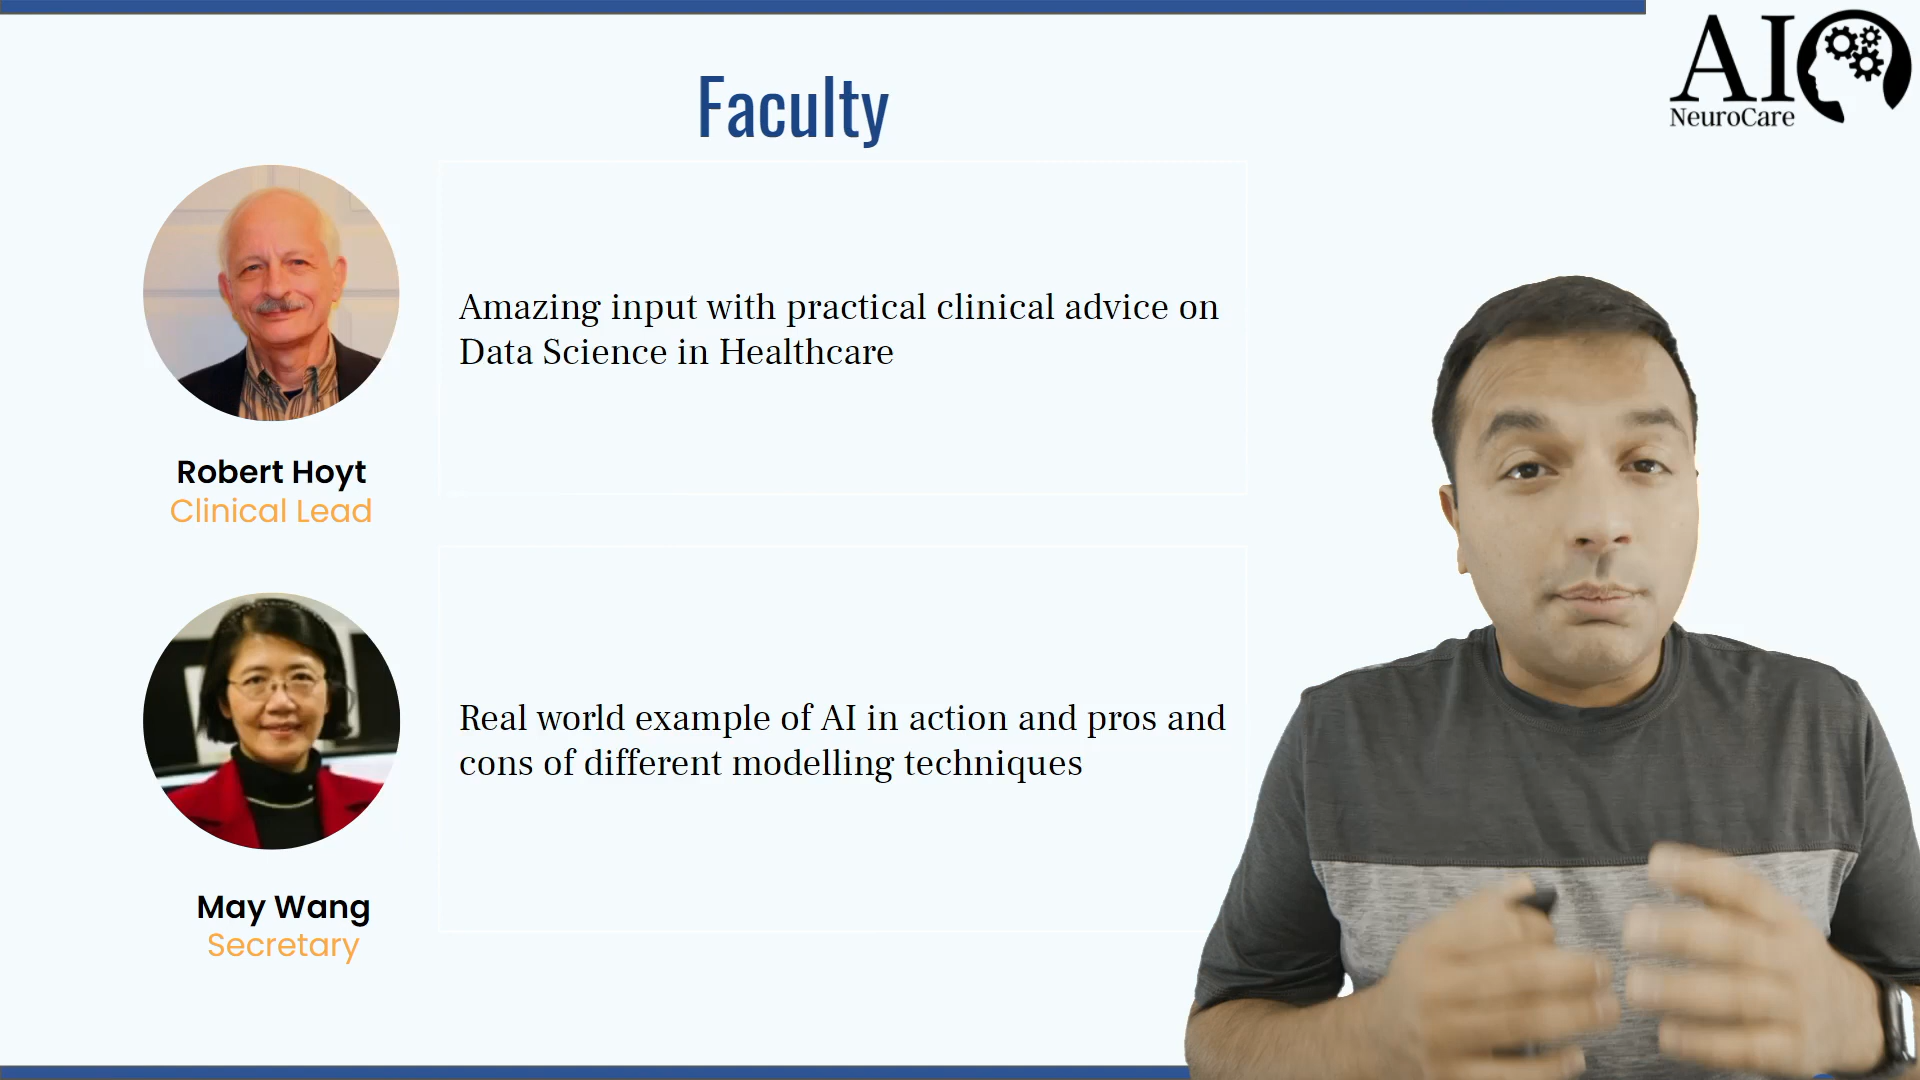 AI
NeuroCare
Faculty
Amazing input with practical clinical advice on
Data Science in Healthcare
Robert Hoyt
Clinical Lead
Real world example of AI in action and pros and
cons of different modelling techniques
May Wang
Secretary